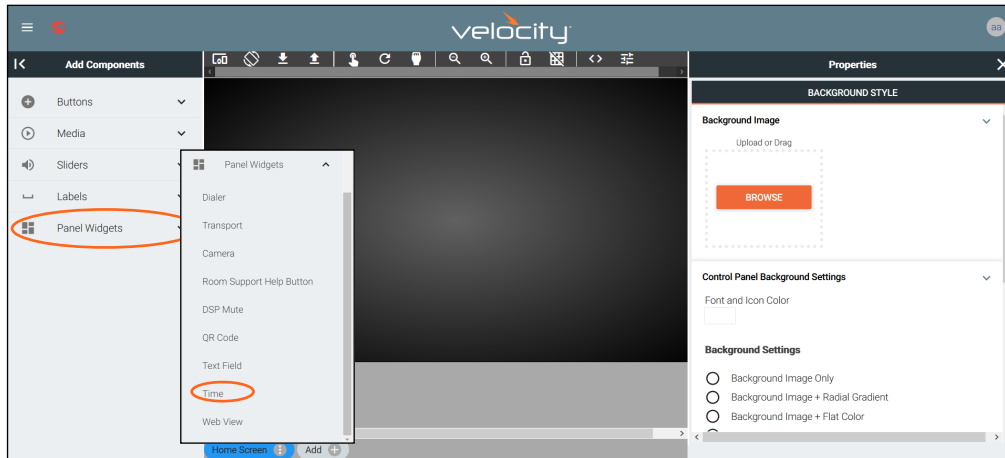 velocity
aa
Add Components
Properties
BACKGROUND STYLE
Buttons
Media
Sliders
Labels
Panel Widgets
Panel Widgets
Dialer
Transport
Camera
Room Support Help Button
DSP Mute
QR Code
Text Field
Time
Web View
Home Screen
Add
Background Image
Upload or Drag
BROWSE
Control Panel Background Settings
Font and Icon Color
Background Settings
Background Image Only
Background Image + Radial Gradient
Background Image + Flat Color